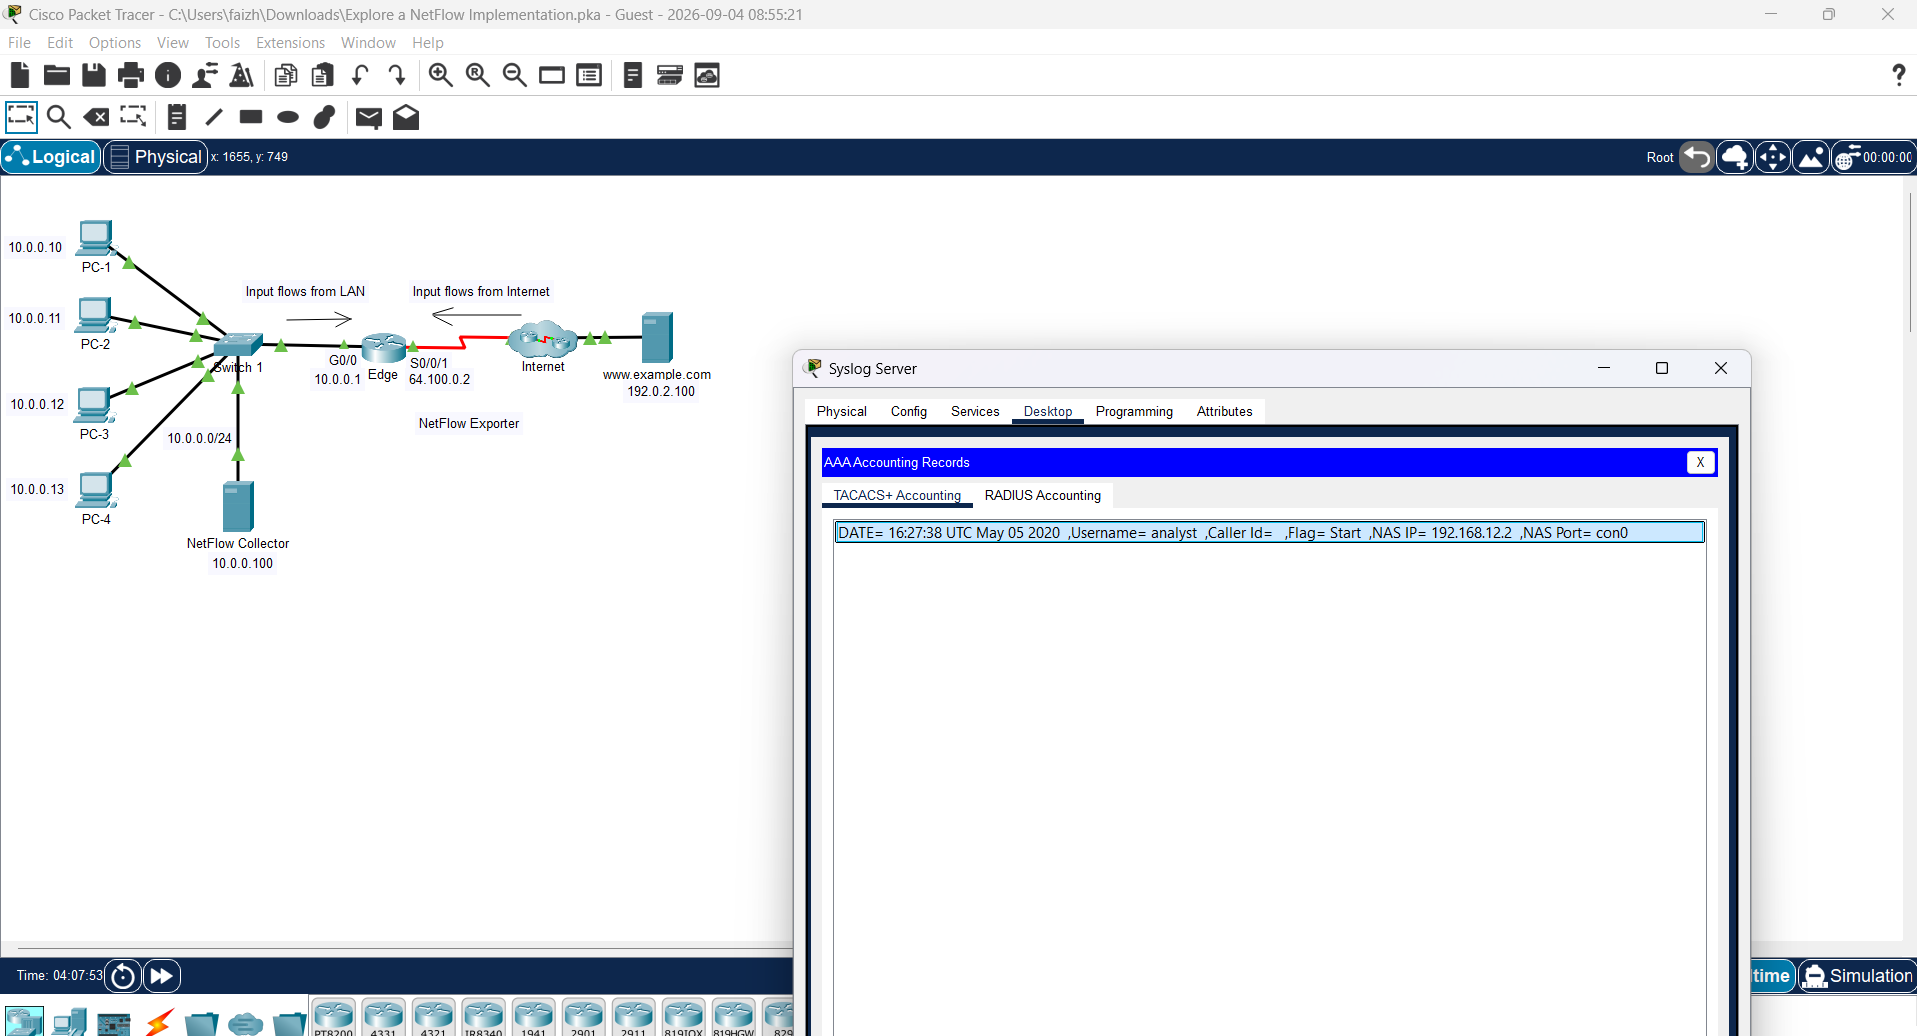 Cisco Packet Tracer - C:\Users\faizh\Downloads\Explore a NetFlow Implementation.pka - Guest - 2026-09-04 08:55:21
File Edit Options View Tools Extensions Window Help
Logical Physical x: 1655, y: 749 Root 00:00:00
10.0.0.10
PC-1
Input flows from LAN Input flows from Internet
10.0.0.11
PC-2
Switch 1
G0/0
10.0.0.1
Edge
S0/0/1
64.100.0.2
Internet
www.example.com
192.0.2.100
NetFlow Exporter
10.0.0.12
PC-3
10.0.0.0/24
10.0.0.13
PC-4
NetFlow Collector
10.0.0.100
Syslog Server
Physical Config Services Desktop Programming Attributes
AAA Accounting Records X
TACACS+ Accounting RADIUS Accounting
DATE= 16:27:38 UTC May 05 2020 ,Username= analyst ,Caller Id= ,Flag= Start ,NAS IP= 192.168.12.2 ,NAS Port= con0
Time: 04:07:53
time Simulation
PT8200 4331 4321 IR8340 1941 2901 2911 819IOX 819HGW 829